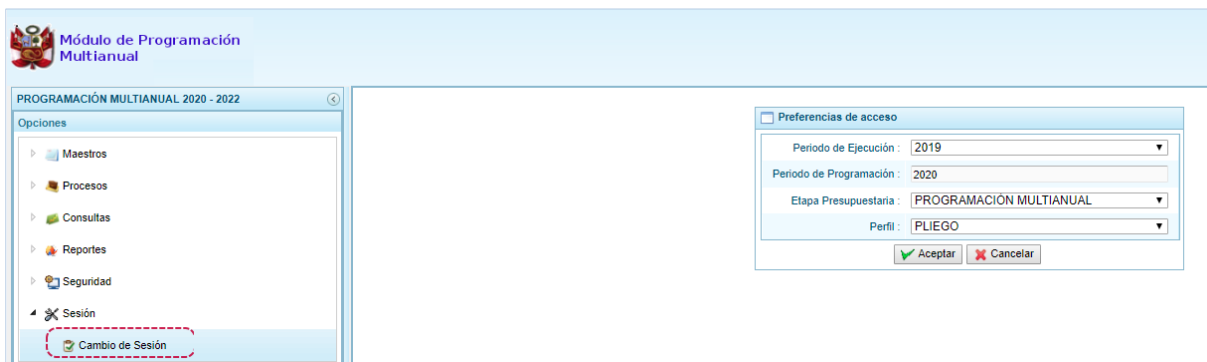 Módulo de Programación
Multianual
PROGRAMACIÓN MULTIANUAL 2020 - 2022
Opciones
Maestros
Procesos
Consultas
Reportes
Seguridad
Sesión
Cambio de Sesión
Preferencias de acceso
Periodo de Ejecución : 2019
Periodo de Programación : 2020
Etapa Presupuestaria : PROGRAMACIÓN MULTIANUAL
Perfil : PLIEGO
Aceptar Cancelar